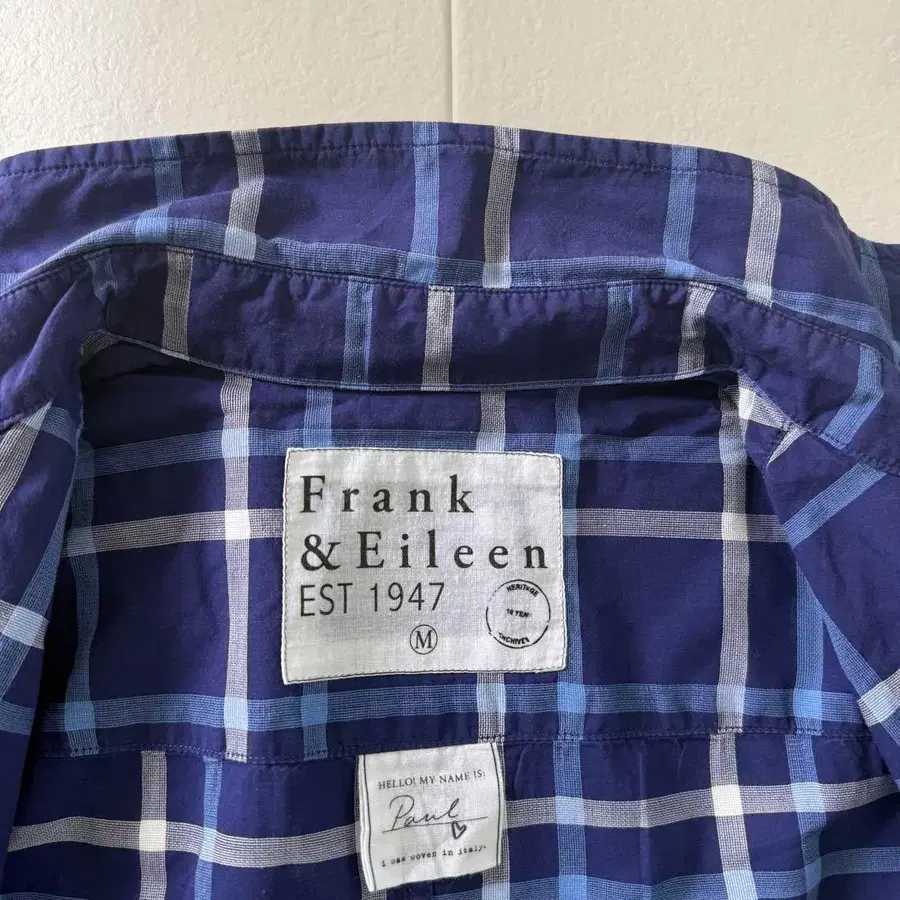 Frank
& Eileen
EST 1947
M
HERITAGE
ARCHIVES
HELLO! MY NAME IS:
Paul
i was woven in italy.